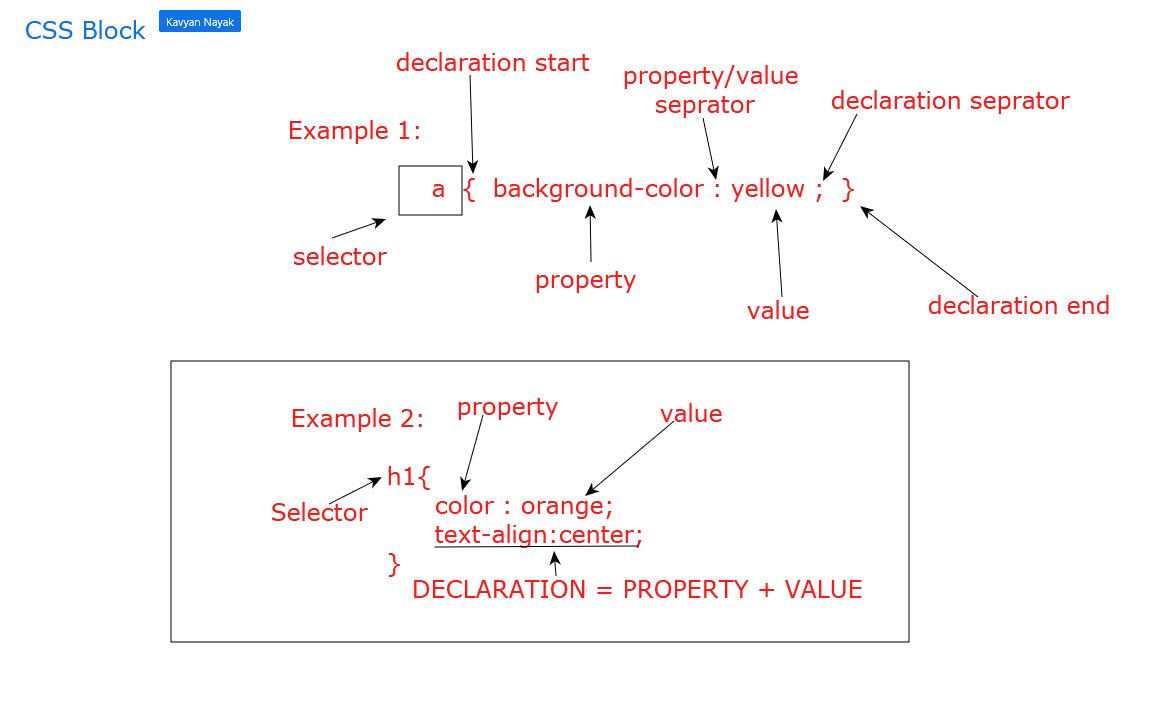 CSS Block
Kavyan Nayak
declaration start
property/value
seprator
declaration seprator
Example 1:
a { background-color : yellow ; }
selector
property
value
declaration end
Example 2:
property
value
h1{
Selector
color : orange;
text-align:center;
}
DECLARATION = PROPERTY + VALUE